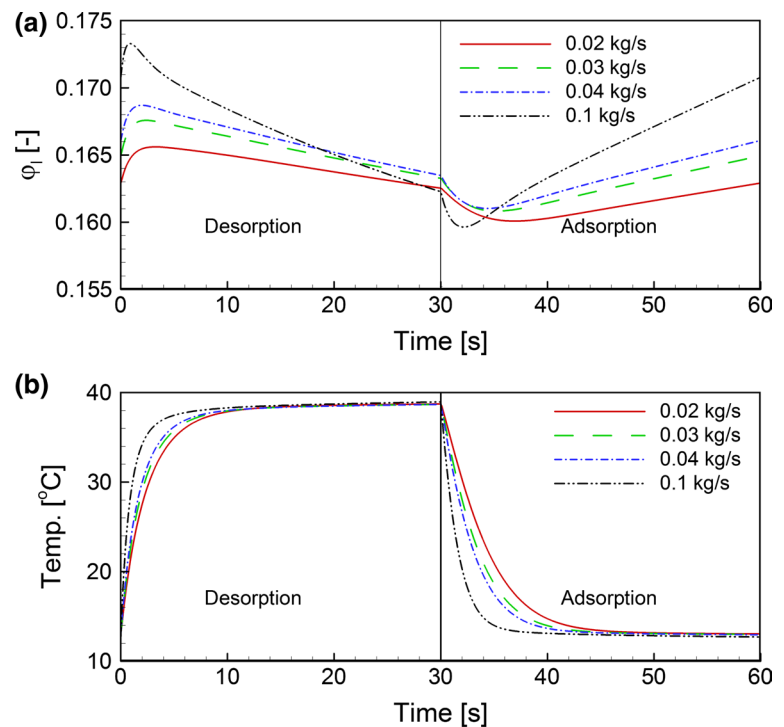 (a)
0.175
0.170
0.165
0.160
0.155
φl [-]
0.02 kg/s
0.03 kg/s
0.04 kg/s
0.1 kg/s
Desorption
Adsorption
0 10 20 30 40 50 60
Time [s]
(b)
40
30
20
10
Temp. [°C]
0.02 kg/s
0.03 kg/s
0.04 kg/s
0.1 kg/s
Desorption
Adsorption
0 10 20 30 40 50 60
Time [s]